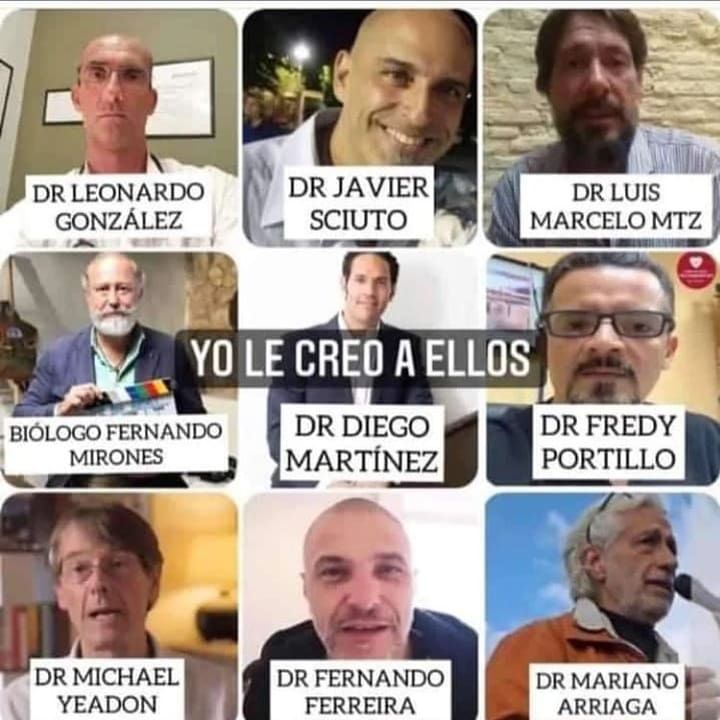 DR LEONARDO
GONZÁLEZ
DR JAVIER
SCIUTO
DR LUIS
MARCELO MTZ
YO LE CREO A ELLOS
BIÓLOGO FERNANDO
MIRONES
DR DIEGO
MARTÍNEZ
DR FREDY
PORTILLO
DR MICHAEL
YEADON
DR FERNANDO
FERREIRA
DR MARIANO
ARRIAGA